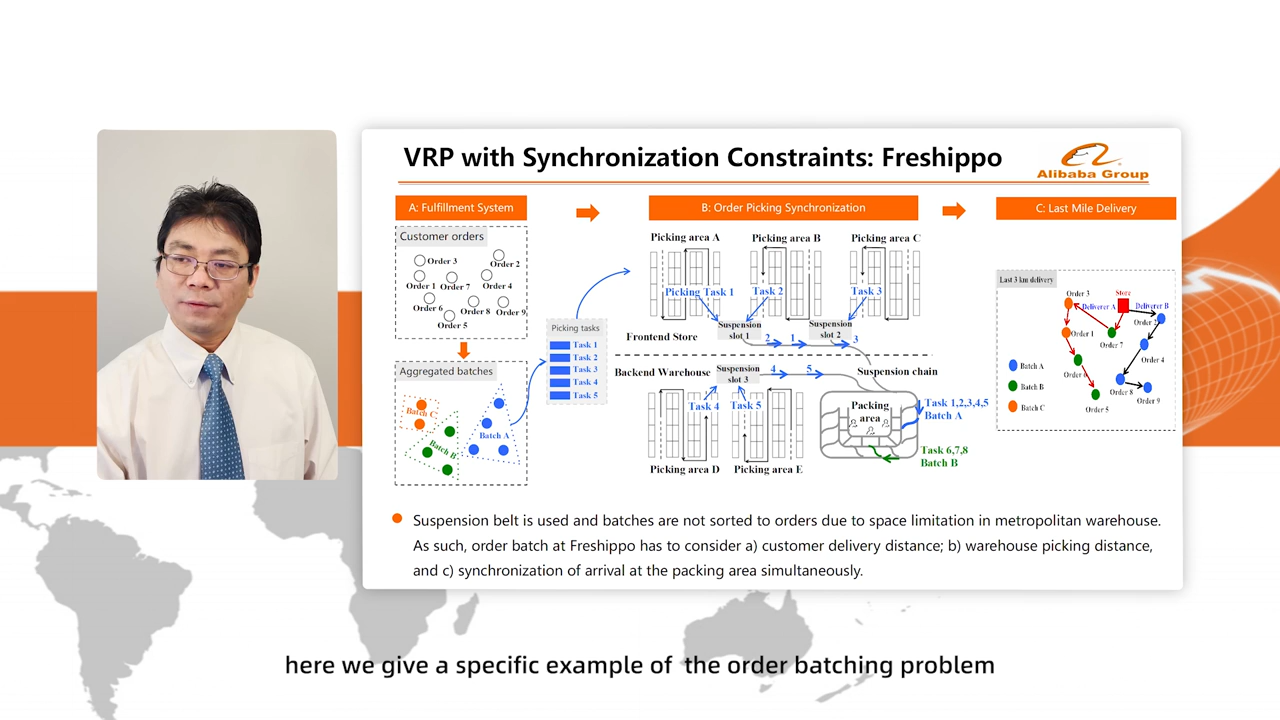 VRP with Synchronization Constraints: Freshippo
Alibaba Group
A: Fulfillment System
B: Order Picking Synchronization
C: Last Mile Delivery
Customer orders
Order 3
Order 2
Order 1
Order 7
Order 4
Order 6
Order 8
Order 9
Order 5
Aggregated batches
Batch C
Batch B
Batch A
Picking tasks
Task 1
Task 2
Task 3
Task 4
Task 5
Picking area A
Picking area B
Picking area C
Picking Task 1
Task 2
Task 3
Suspension
slot 1
Suspension
slot 2
Frontend Store
2
1
3
Backend Warehouse
Suspension
slot 3
4
5
Suspension chain
Task 4
Task 5
Packing
area
Task 1,2,3,4,5
Batch A
Task 6,7,8
Batch B
Picking area D
Picking area E
Last 3 km delivery
Order 3
Store
Deliverer A
Deliverer B
Order 1
Order 7
Order 4
Batch A
Batch B
Batch C
Order 8
Order 9
Order 5
Suspension belt is used and batches are not sorted to orders due to space limitation in metropolitan warehouse.
As such, order batch at Freshippo has to consider a) customer delivery distance; b) warehouse picking distance,
and c) synchronization of arrival at the packing area simultaneously.
here we give a specific example of the order batching problem